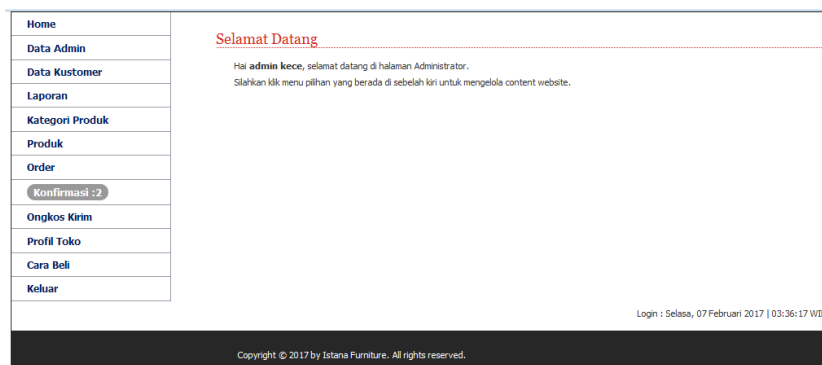 Home
Data Admin
Data Kustomer
Laporan
Kategori Produk
Produk
Order
Konfirmasi :2
Ongkos Kirim
Profil Toko
Cara Beli
Keluar
Selamat Datang
Hai admin kece, selamat datang di halaman Administrator.
Silahkan klik menu pilihan yang berada di sebelah kiri untuk mengelola content website.
Login : Selasa, 07 Februari 2017 | 03:36:17
Copyright © 2017 by Istana Furniture. All rights reserved.